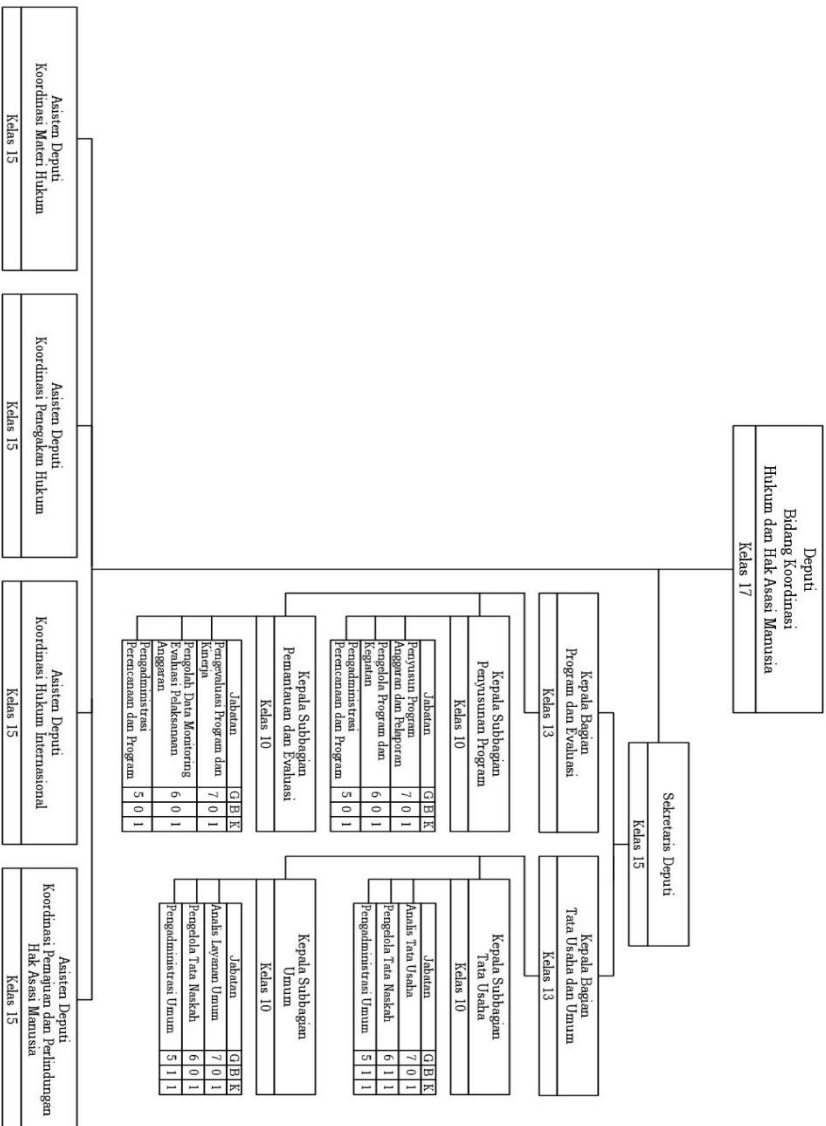 Deputi
Bidang Koordinasi
Hukum dan Hak Asasi Manusia
Kelas 17
Sekretaris Deputi
Kelas 15
Kepala Bagian
Program dan Evaluasi
Kelas 13
Kepala Bagian
Tata Usaha dan Umum
Kelas 13
Kepala Subbagian
Penyusunan Program
Kelas 10
Jabatan G B K
Penyusun Program
Anggaran dan Pelaporan 7 0 1
Pengelola Program dan
Kegiatan 6 0 1
Pengadministrasi
Perencanaan dan Program 5 0 1
Kepala Subbagian
Tata Usaha
Kelas 10
Jabatan G B K
Analis Tata Usaha 7 0 1
Pengelola Tata Naskah 6 1 1
Pengadministrasi Umum 5 1 1
Kepala Subbagian
Pemantauan dan Evaluasi
Kelas 10
Jabatan G B K
Pengevaluasi Program dan
Kinerja 7 0 1
Pengolah Data Monitoring
Evaluasi Pelaksanaan
Anggaran 6 0 1
Pengadministrasi
Perencanaan dan Program 5 0 1
Kepala Subbagian
Umum
Kelas 10
Jabatan G B K
Analis Layanan Umum 7 0 1
Pengelola Tata Naskah 6 0 1
Pengadministrasi Umum 5 1 1
Asisten Deputi
Koordinasi Materi Hukum
Kelas 15
Asisten Deputi
Koordinasi Penegakan Hukum
Kelas 15
Asisten Deputi
Koordinasi Hukum Internasional
Kelas 15
Asisten Deputi
Koordinasi Pemajuan dan Perlindungan
Hak Asasi Manusia
Kelas 15